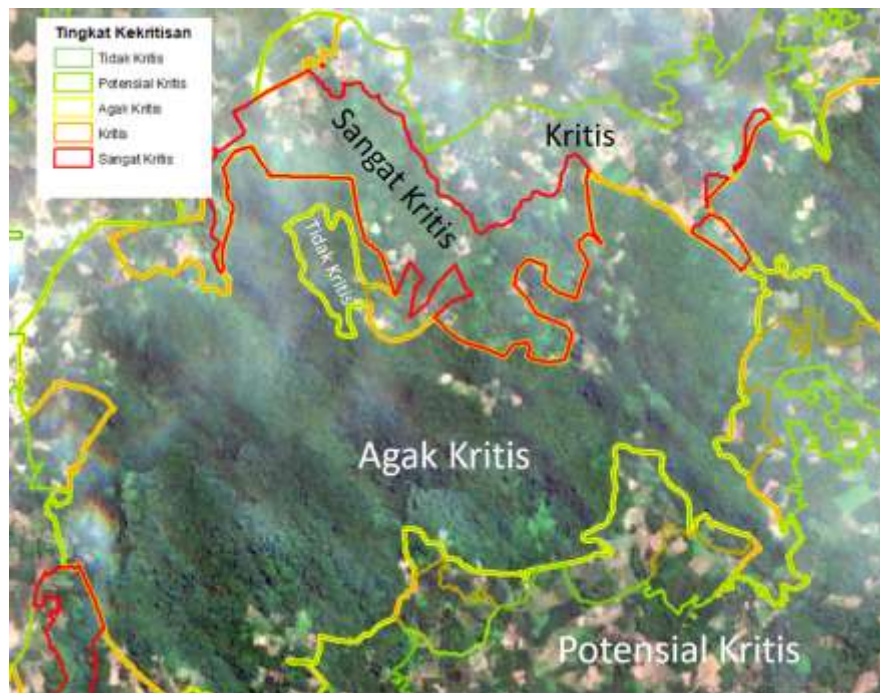 Tingkat Kekritisan
Tidak Kritis
Potensial Kritis
Agak Kritis
Kritis
Sangat Kritis
Sangat Kritis
Kritis
Tidak Kritis
Agak Kritis
Potensial Kritis